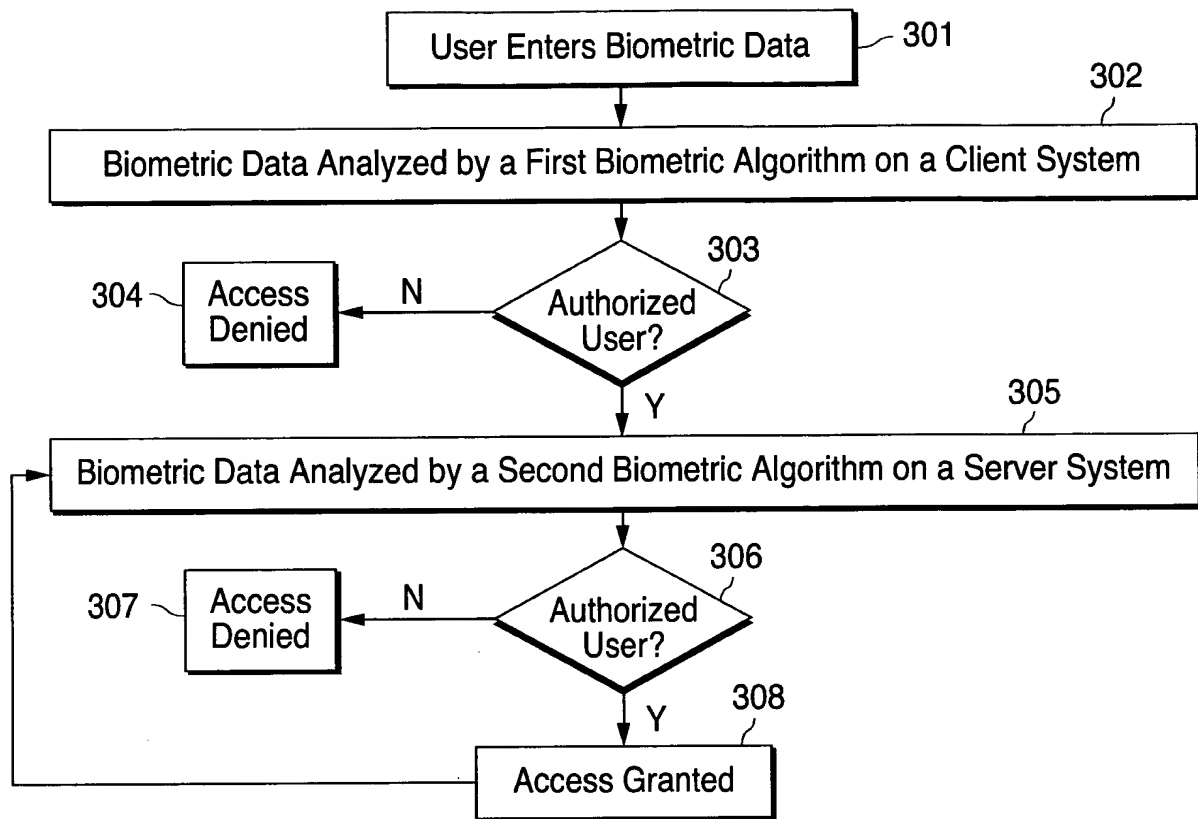 User Enters Biometric Data
301
302
Biometric Data Analyzed by a First Biometric Algorithm on a Client System
303
304
Access
Denied
N
Authorized
User?
Y
305
Biometric Data Analyzed by a Second Biometric Algorithm on a Server System
306
307
Access
Denied
N
Authorized
User?
Y
308
Access Granted